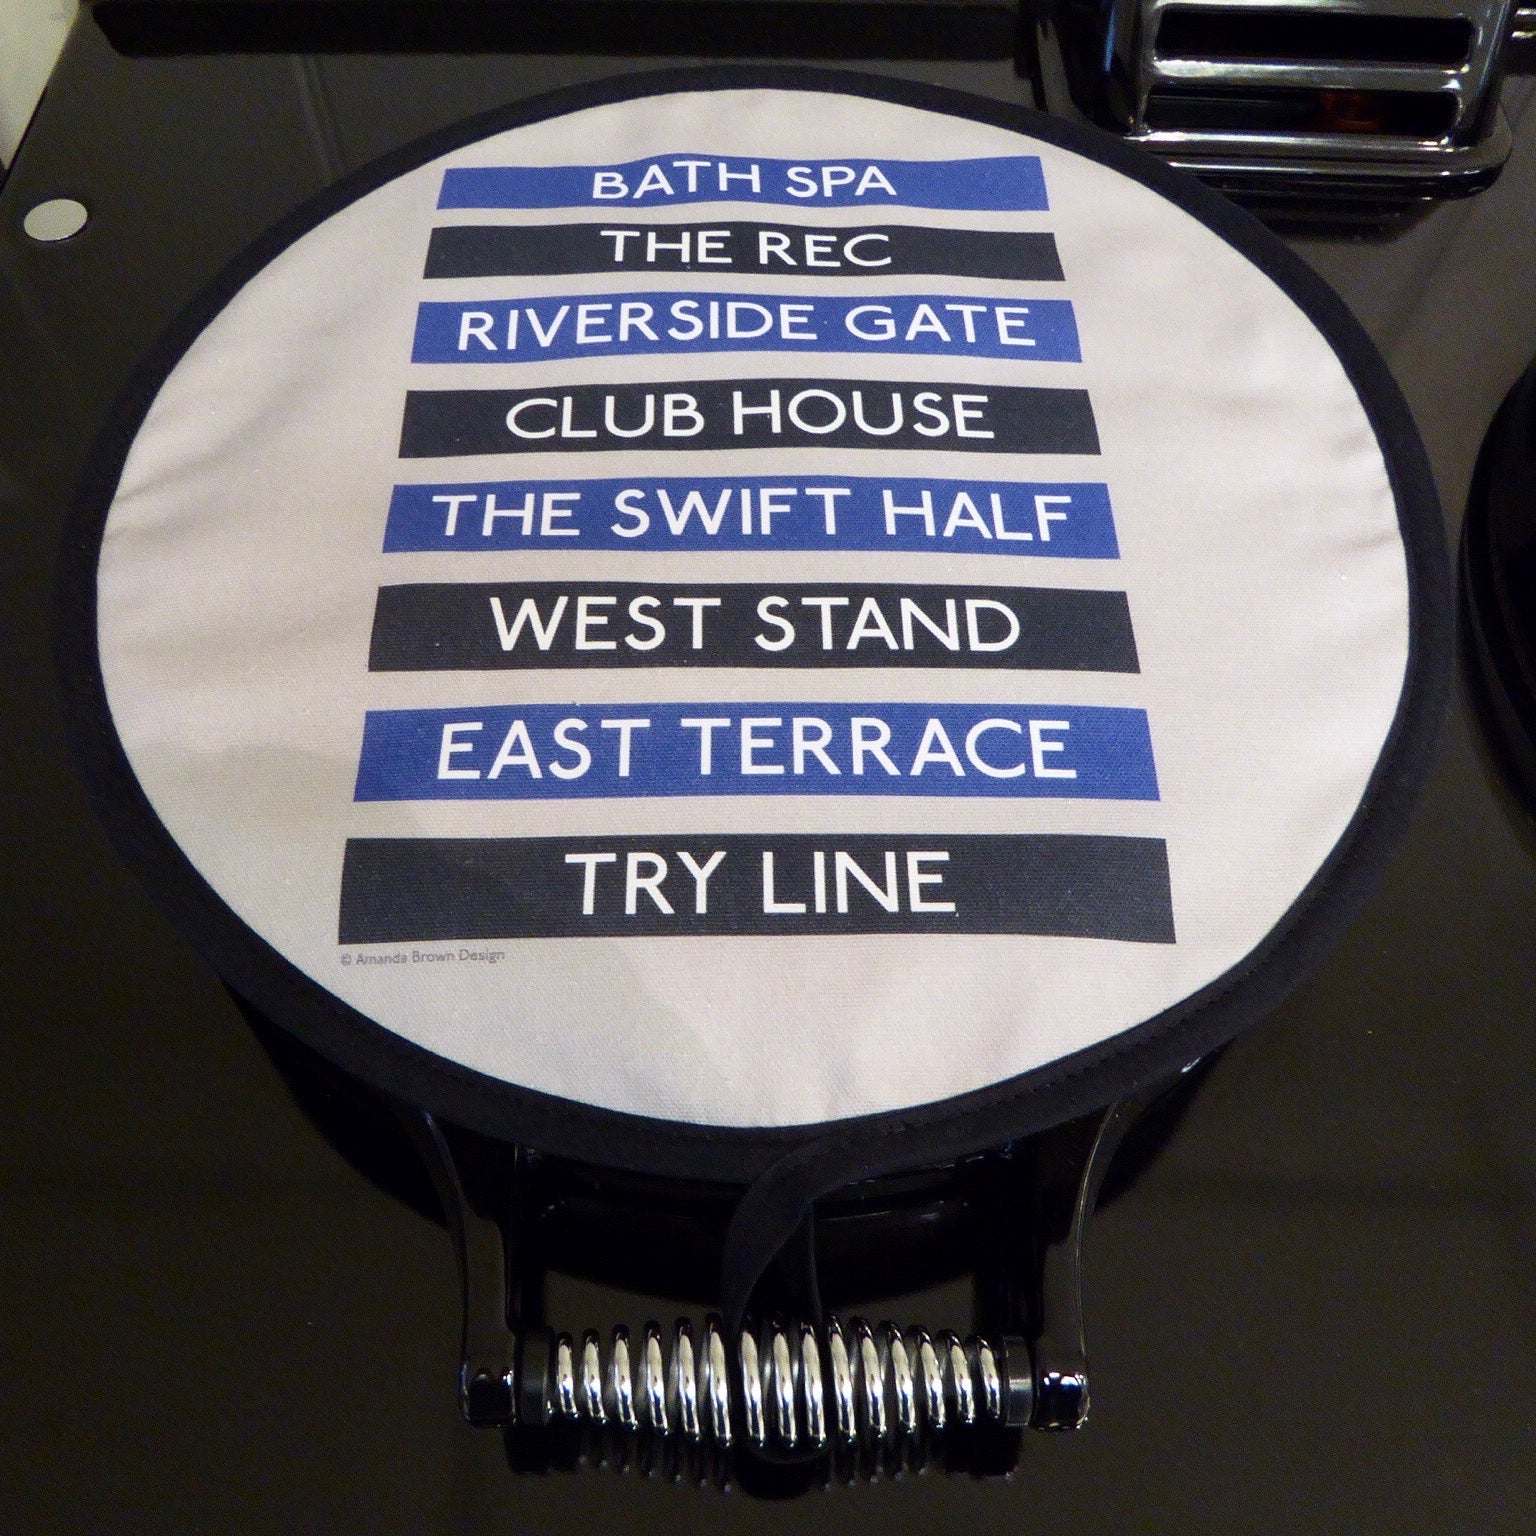 BATH SPA
THE REC
RIVERSIDE GATE
CLUB HOUSE
THE SWIFT HALF
WEST STAND
EAST TERRACE
TRY LINE
© Amanda Brown Design